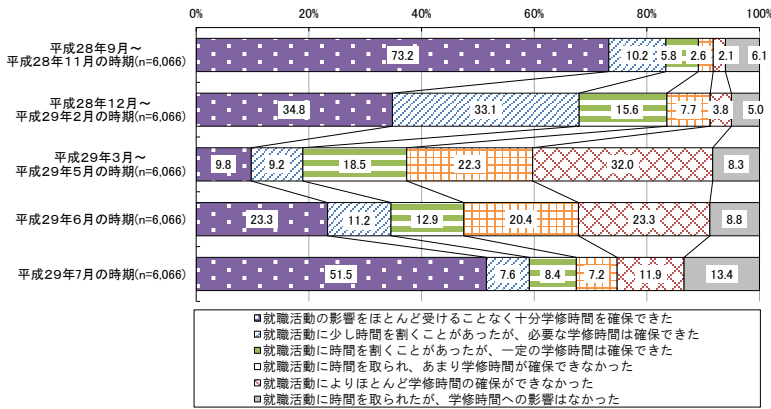 0% 20% 40% 60% 80% 100%
平成28年9月～
平成28年11月の時期(n=6,066)
73.2 10.2 5.8 2.6 2.1 6.1
平成28年12月～
平成29年2月の時期(n=6,066)
34.8 33.1 15.6 7.7 3.8 5.0
平成29年3月～
平成29年5月の時期(n=6,066)
9.8 9.2 18.5 22.3 32.0 8.3
平成29年6月の時期(n=6,066)
23.3 11.2 12.9 20.4 23.3 8.8
平成29年7月の時期(n=6,066)
51.5 7.6 8.4 7.2 11.9 13.4
就職活動の影響をほとんど受けることなく十分学修時間を確保できた
就職活動に少し時間を割くことがあったが、必要な学修時間は確保できた
就職活動に時間を割くことがあったが、一定の学修時間は確保できた
就職活動に時間を取られ、あまり学修時間が確保できなかった
就職活動によりほとんど学修時間の確保ができなかった
就職活動に時間を取られたが、学修時間への影響はなかった